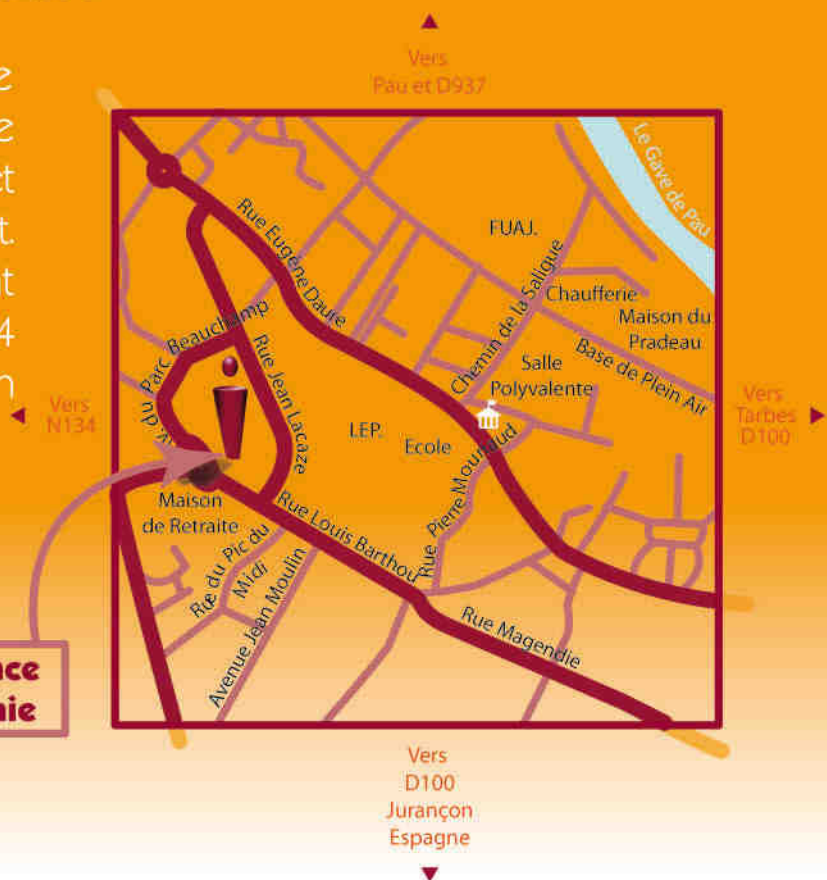 Vers
Pau et D937
Le Gave de Pau
Rue Eugène Daure
FUAJ.
Chemin de la Saligue
Chaufferie
Maison du
Pradeau
Parc Beauchamp
Av. du
Rue Jean Lacaze
Salle
Polyvalente
Base de Plein Air
Vers
N134
Vers
Tarbes
D100
LEP.
Ecole
Rue Pierre Mouraud
Maison
de Retraite
Rue Louis Barthou
Rue du Pic du
Midi
Avenue Jean Moulin
Rue Magendie
Vers
D100
Jurançon
Espagne